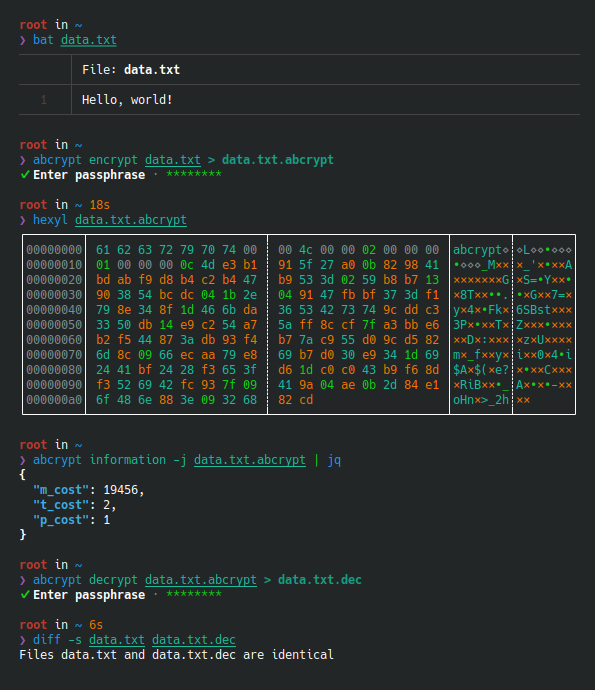 root in ~
❯ bat data.txt
File: data.txt
1 Hello, world!
root in ~
❯ abcrypt encrypt data.txt > data.txt.abcrypt
✔ Enter passphrase · ********
root in ~ 18s
❯ hexyl data.txt.abcrypt
00000000 61 62 63 72 79 70 74 00 00 4c 00 00 02 00 00 00 abcrypt⋄ ⋄L⋄⋄•⋄⋄⋄
00000010 01 00 00 00 0c 4d e3 b1 91 5f 27 a0 0b 82 98 41 •⋄⋄⋄_M×× ×_'×•××A
00000020 bd ab f9 d8 b4 c2 b4 47 b9 53 3d 02 59 b8 b7 13 ×××××××G ×S=•Y××•
00000030 90 38 54 bc dc 04 1b 2e 04 91 47 fb bf 37 3d f1 ×8T××••. •×G××7=×
00000040 79 8e 34 8f 1d 46 6b da 36 53 42 73 74 9c dd c3 y×4×•Fk× 6SBst×××
00000050 33 50 db 14 e9 c2 54 a7 5a ff 8c cf 7f a3 bb e6 3P×•××T× Z×××•×××
00000060 b2 f5 44 87 3a db 93 f4 b7 7a c9 55 d0 9c d5 82 ××D×:××× ×z×U××××
00000070 6d 8c 09 66 ec aa 79 e8 69 b7 d0 30 e9 34 1d 69 m×_f××y× i××0×4•i
00000080 24 41 bf 24 28 f3 65 3f d6 1d c0 c0 43 b9 f6 8d $A×$(×e? ×•××C×××
00000090 f3 52 69 42 fc 93 7f 09 41 9a 04 ae 0b 2d 84 e1 ×RiB××•_ A×•×•-××
000000a0 6f 48 6e 88 3e 09 32 68 82 cd oHn×>_2h ××
root in ~
❯ abcrypt information -j data.txt.abcrypt | jq
{
"m_cost": 19456,
"t_cost": 2,
"p_cost": 1
}
root in ~
❯ abcrypt decrypt data.txt.abcrypt > data.txt.dec
✔ Enter passphrase · ********
root in ~ 6s
❯ diff -s data.txt data.txt.dec
Files data.txt and data.txt.dec are identical